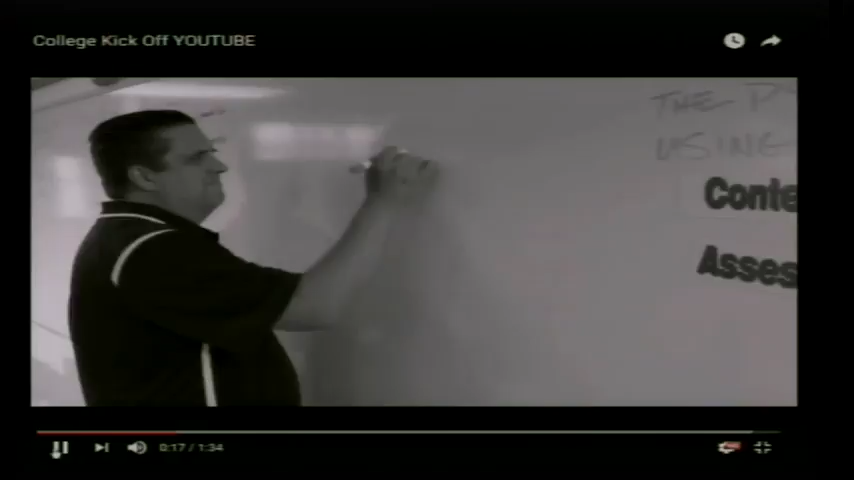 College Kick Off YOUTUBE
THE
USING
Conte
Asses
0:17 / 1:34